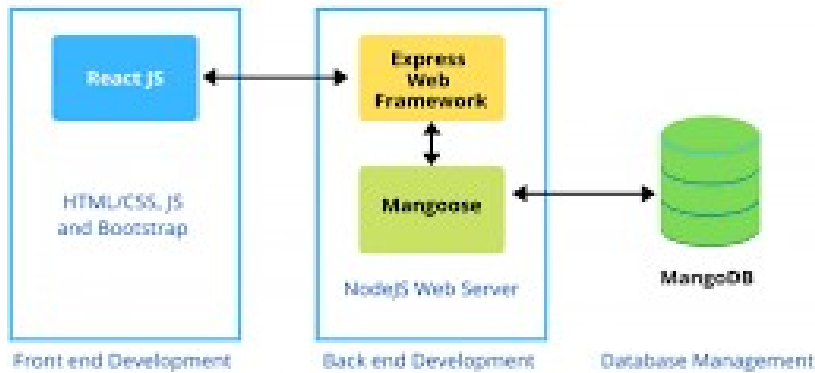 React JS
HTML/CSS, JS
and Bootstrap
Front end Development
Express
Web
Framework
Mangoose
NodeJS Web Server
Back end Development
MangoDB
Database Management